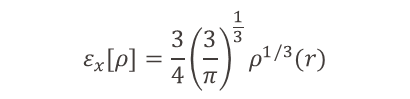 εₓ[ρ] = 3/4 (3/π)^{1/3} ρ^{1/3}(r)